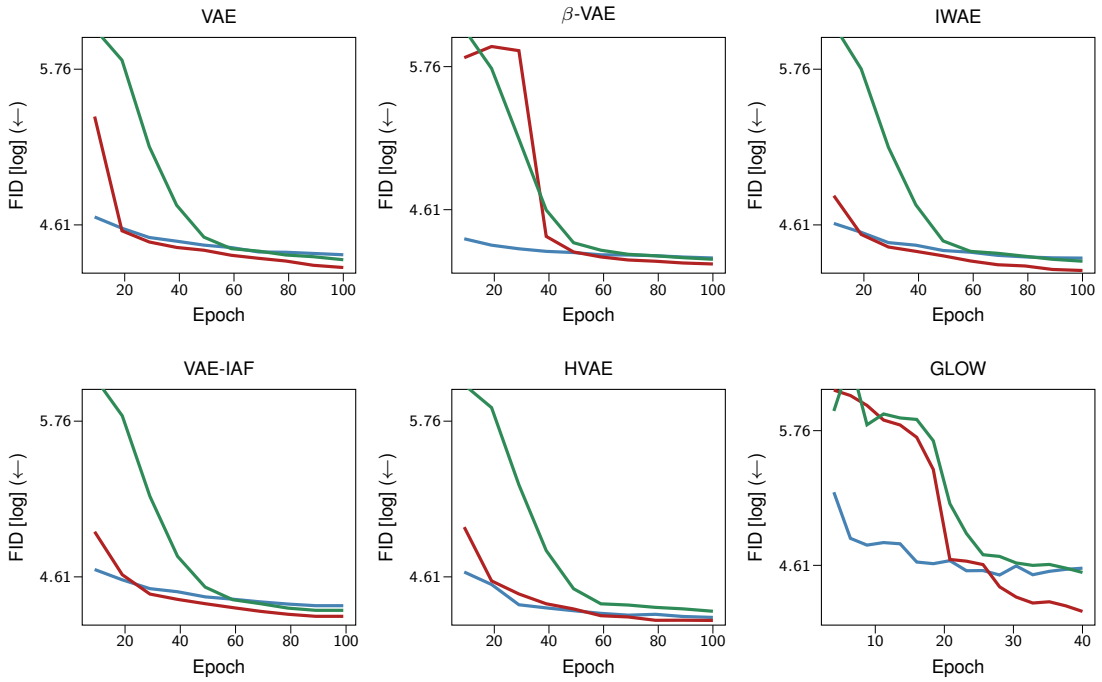 VAE
FID [log] (←)
5.76
4.61
20 40 60 80 100
Epoch
β-VAE
FID [log] (←)
5.76
4.61
20 40 60 80 100
Epoch
IWAE
FID [log] (←)
5.76
4.61
20 40 60 80 100
Epoch
VAE-IAF
FID [log] (←)
5.76
4.61
20 40 60 80 100
Epoch
HVAE
FID [log] (←)
5.76
4.61
20 40 60 80 100
Epoch
GLOW
FID [log] (←)
5.76
4.61
10 20 30 40
Epoch